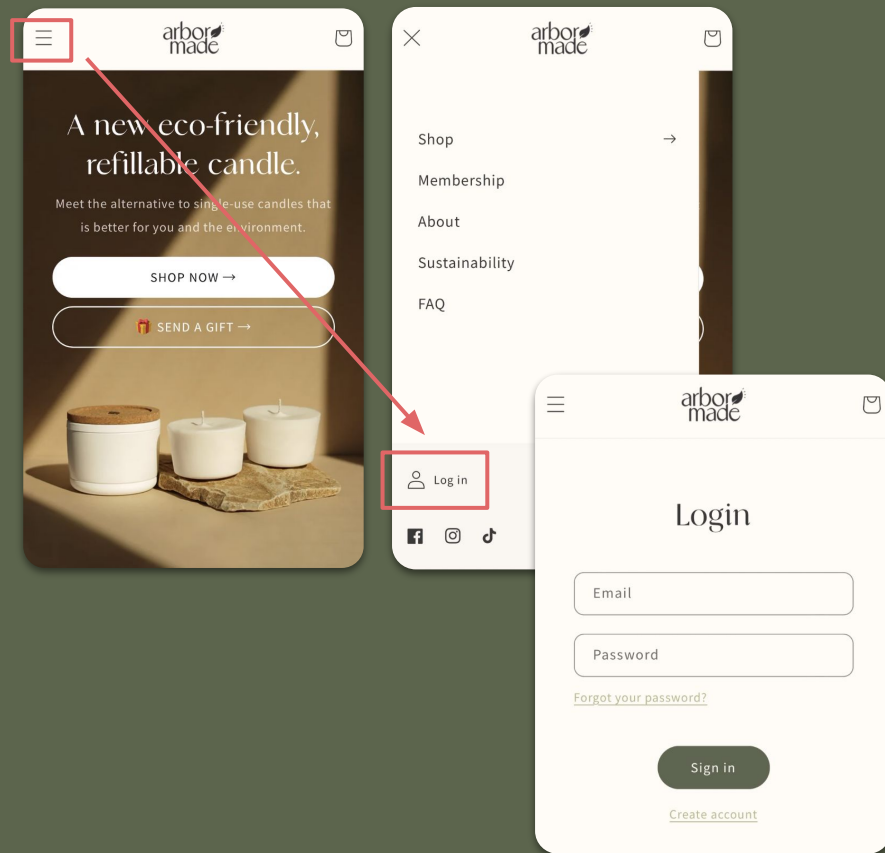 arbor
made
A new eco-friendly,
refillable candle.
Meet the alternative to single-use candles that
is better for you and the environment.
SHOP NOW →
🎁 SEND A GIFT →
arbor
made
Shop →
Membership
About
Sustainability
FAQ
Log in
arbor
made
Login
Email
Password
Forgot your password?
Sign in
Create account